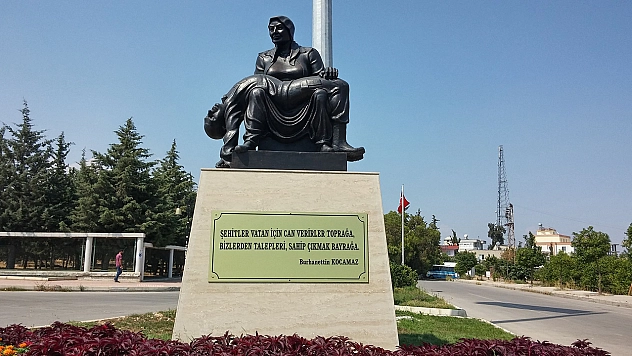 ŞEHİTLER VATAN İÇİN CAN VERİRLER TOPRAĞA,
BİZLERDEN TALEPLERİ, SAHİP ÇIKMAK BAYRAĞA.
Burhanettin KOCAMAZ